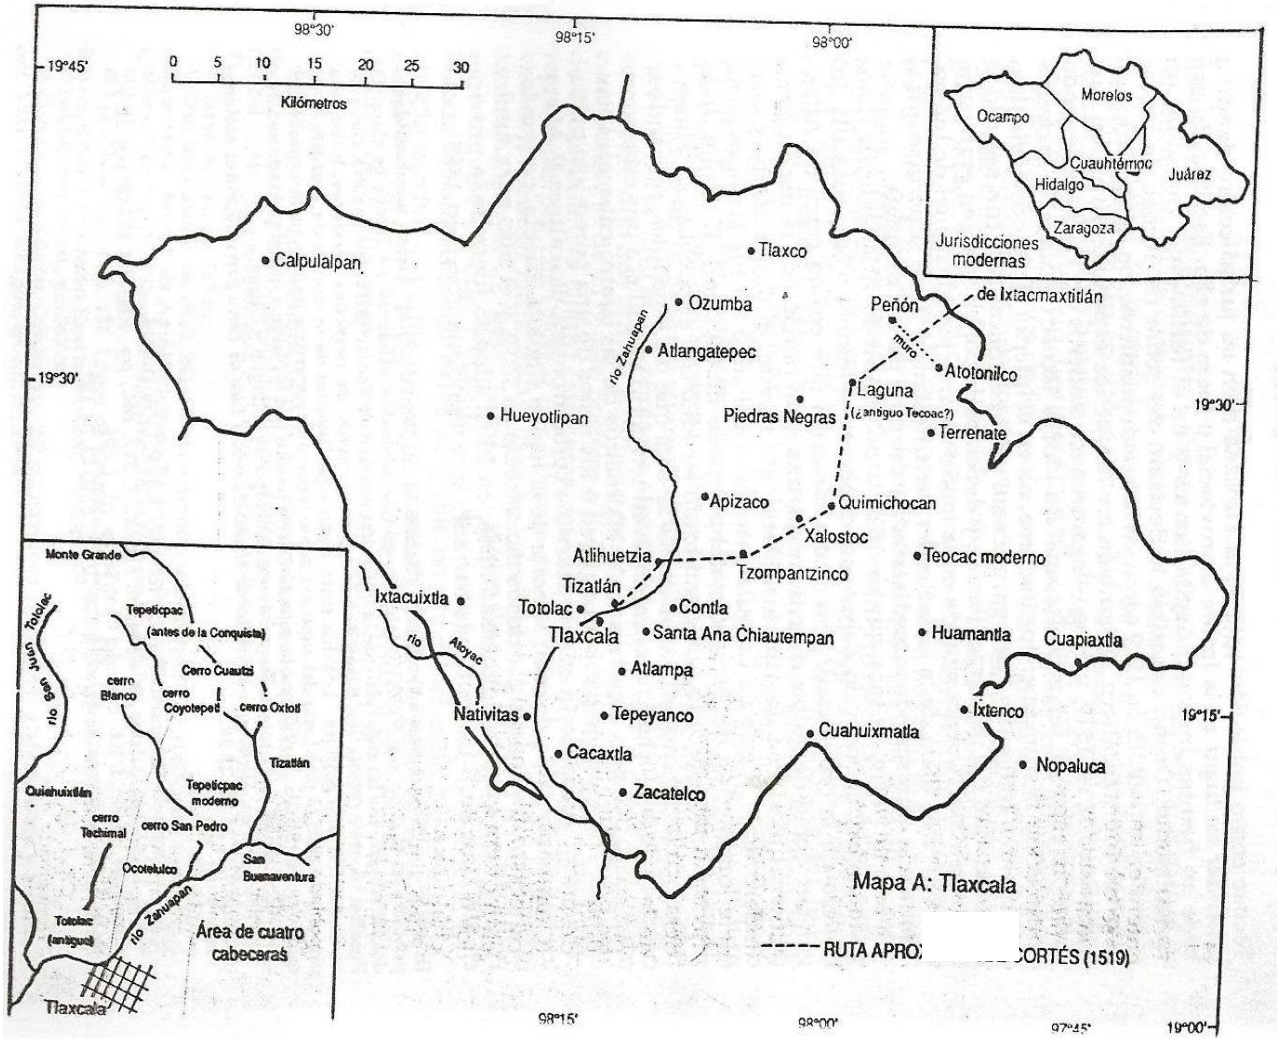 98°30'
98°15'
98°00'
19°45'
0 5 10 15 20 25 30
Kilómetros
Ocampo
Morelos
Cuauhtémoc
Hidalgo
Juárez
Zaragoza
Jurisdicciones
modernas
Calpulalpan
Tlaxco
de Ixtacmaxtitlán
Ozumba
Peñón
río Zahuapan
muro
Atlangatepec
Atotonilco
19°30'
Laguna
(¿antiguo Tecoac?)
19°30'
Hueyotlipan
Piedras Negras
Terrenate
Apizaco
Quimichocan
Xalostoc
Atlihuetzia
Tzompantzinco
Teocac moderno
Tizatlán
Ixtacuixtla
Totolac
Contla
Tlaxcala
Santa Ana Chiautempan
Huamantla
Cuapiaxtla
río Atoyac
Atlampa
Nativitas
Tepeyanco
Ixtenco
19°15'
Cuahuixmatla
Cacaxtla
Nopaluca
Zacatelco
Monte Grande
río San Juan Totolac
Tepeticpac
(antes de la Conquista)
Cerro Cuautzi
cerro
Blanco
cerro
Coyotepetl
cerro Oxtotl
Tizatlán
Quiahuixtlán
Tepeticpac
moderno
cerro
Techimal
cerro San Pedro
Ocotelulco
San
Buenaventura
río Zahuapan
Totolac
(antiguo)
Área de cuatro
cabeceras
Tlaxcala
Mapa A: Tlaxcala
RUTA APROX CORTÉS (1519)
98°15'
98°00'
97°45'
19°00'